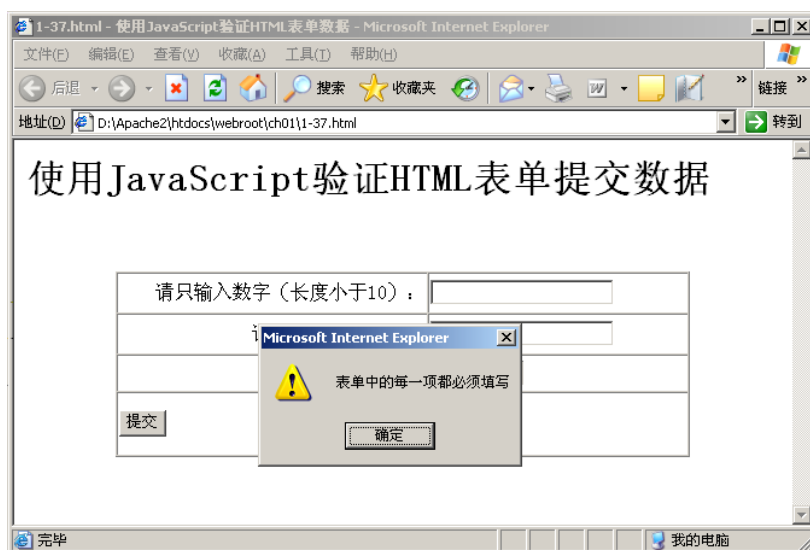 1-37.html - 使用JavaScript验证HTML表单数据 - Microsoft Internet Explorer
文件(F) 编辑(E) 查看(V) 收藏(A) 工具(T) 帮助(H)
后退 搜索 收藏夹 W » 链接 »
地址(D) D:\Apache2\htdocs\webroot\ch01\1-37.html 转到
使用JavaScript验证HTML表单提交数据
请只输入数字（长度小于10）：
Microsoft Internet Explorer
表单中的每一项都必须填写
提交
确定
完毕 我的电脑